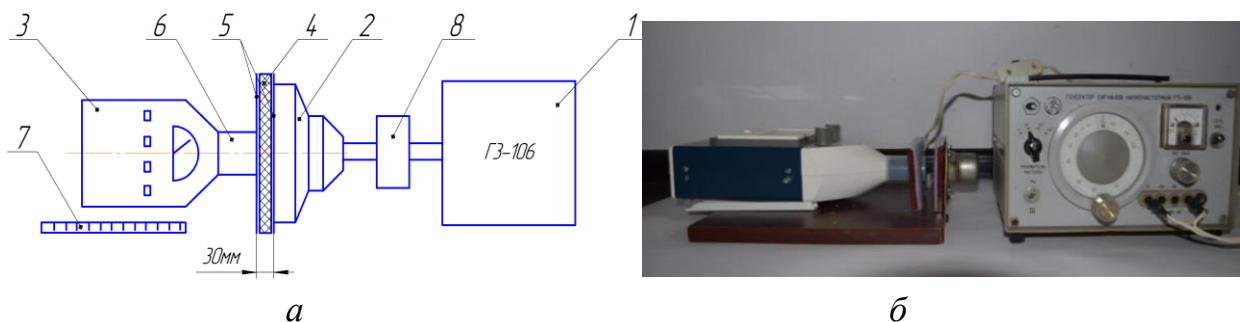 3 6 5 4 2 8 1
7
ГЗ-106
30мм
а
ГЕНЕРАТОР СИГНАЛОВ НИЗКОЧАСТОТНЫЙ ГЗ-106
б